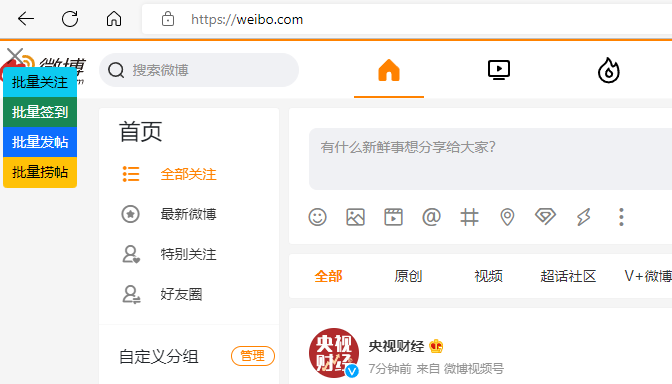 https://weibo.com
微博
搜索微博
批量关注
批量签到
批量发帖
批量捞帖
首页
全部关注
最新微博
特别关注
好友圈
自定义分组
管理
有什么新鲜事想分享给大家?
全部
原创
视频
超话社区
V+微博
央视
财经
央视财经
7分钟前 来自 微博视频号